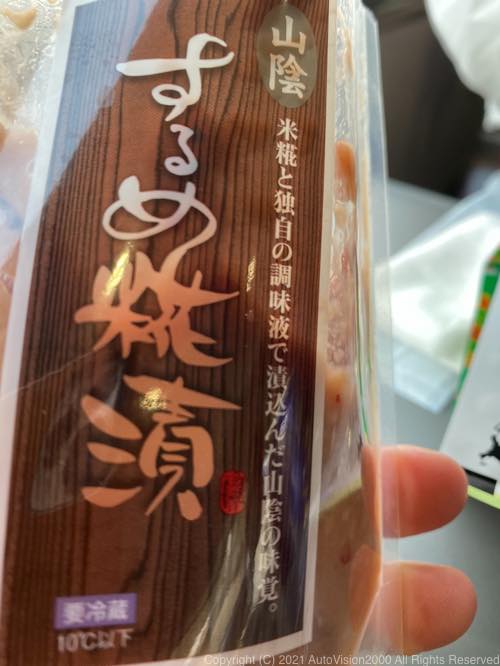 山陰
米糀と独自の調味液で漬込んだ山陰の味覚。
するめ糀漬
要冷蔵
10℃以下
Copyright (C) 2021 AutoVision2000 All Rights Reserved